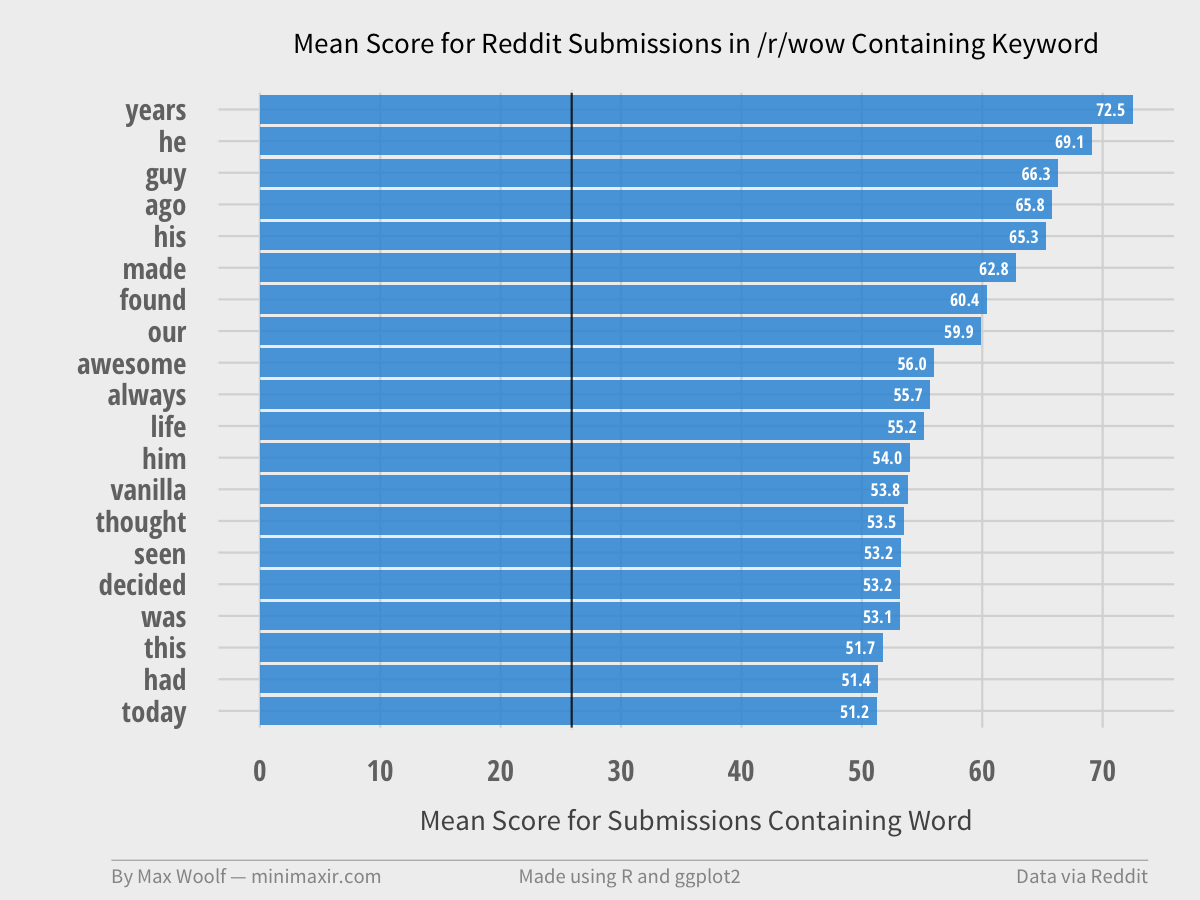 Mean Score for Reddit Submissions in /r/wow Containing Keyword
years 72.5
he 69.1
guy 66.3
ago 65.8
his 65.3
made 62.8
found 60.4
our 59.9
awesome 56.0
always 55.7
life 55.2
him 54.0
vanilla 53.8
thought 53.5
seen 53.2
decided 53.2
was 53.1
this 51.7
had 51.4
today 51.2
0 10 20 30 40 50 60 70
Mean Score for Submissions Containing Word
By Max Woolf — minimaxir.com Made using R and ggplot2 Data via Reddit